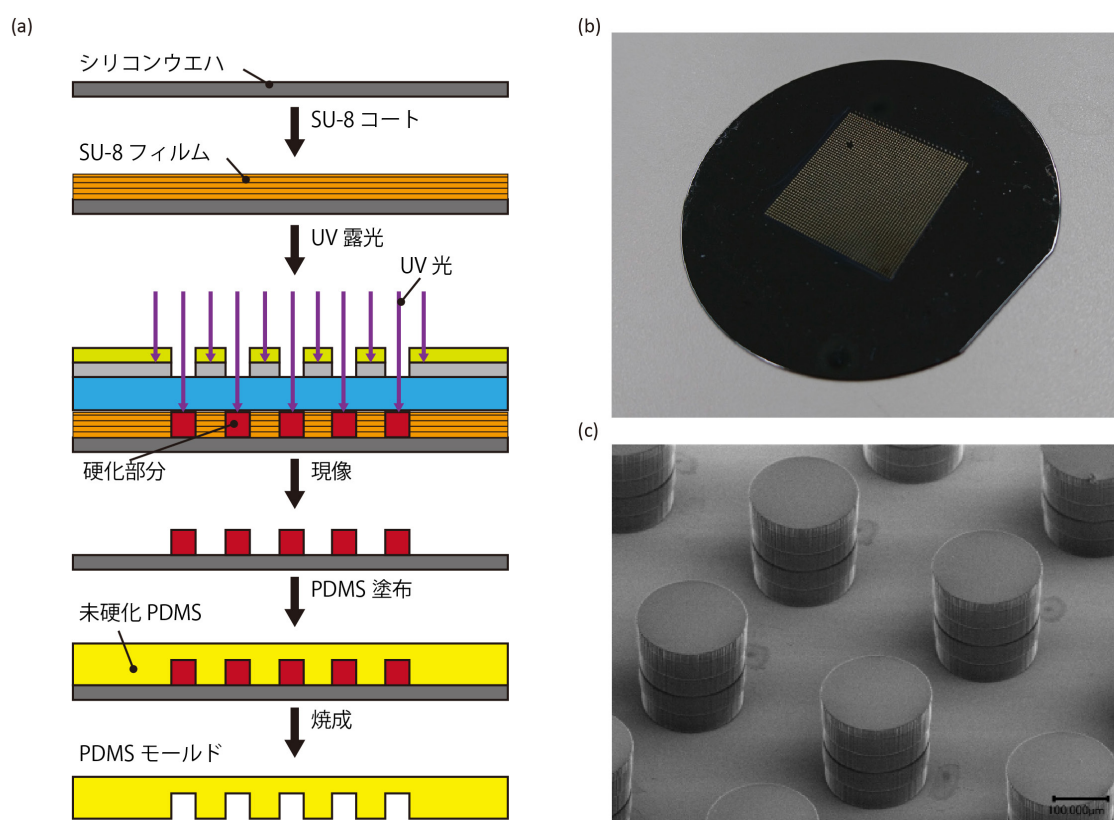 (a)
シリコンウエハ
SU-8 コート
SU-8 フィルム
UV 露光
UV 光
硬化部分
現像
PDMS 塗布
未硬化 PDMS
焼成
PDMS モールド
(b)
(c)
100.000μm